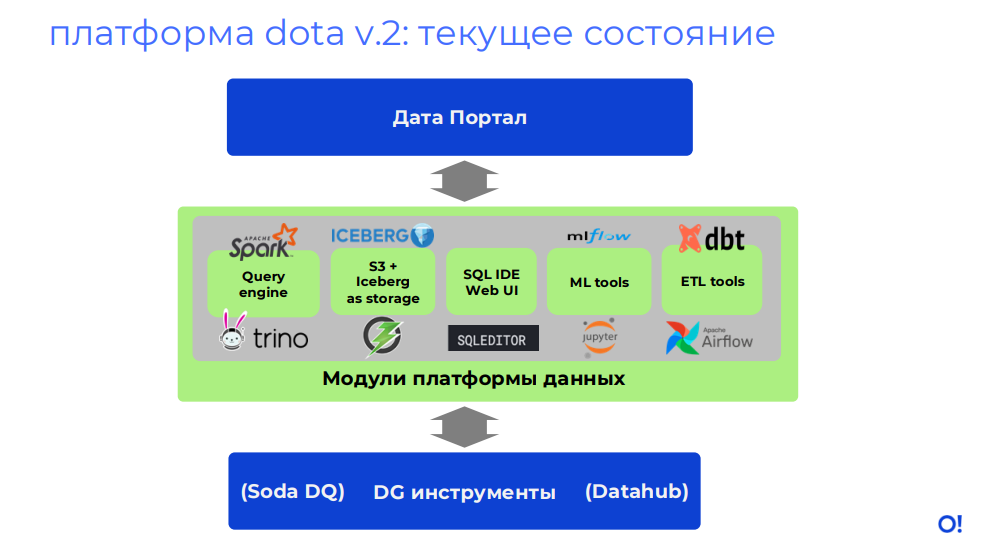 платформа dota v.2: текущее состояние
Дата Портал
APACHE
Spark
ICEBERG
mlflow
dbt
Query
engine
S3 +
Iceberg
as storage
SQL IDE
Web UI
ML tools
ETL tools
trino
SQLEDITOR
jupyter
Apache
Airflow
Модули платформы данных
(Soda DQ) DG инструменты (Datahub)
O!